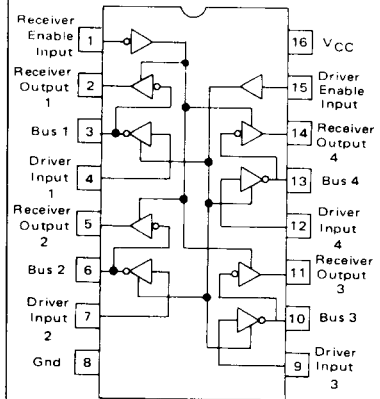 Receiver
Enable
Input
1
Receiver
Output
1
2
Bus 1
3
Driver
Input
1
4
Receiver
Output
2
5
Bus 2
6
Driver
Input
2
7
Gnd
8
16
VCC
15
Driver
Enable
Input
14
Receiver
Output
4
13
Bus 4
12
Driver
Input
4
11
Receiver
Output
3
10
Bus 3
9
Driver
Input
3